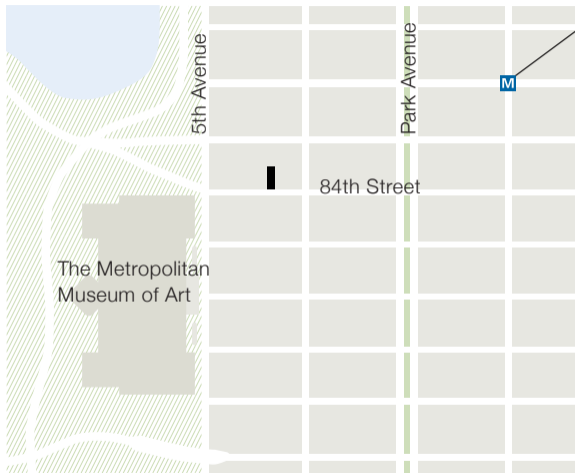 5th Avenue
Park Avenue
M
84th Street
The Metropolitan
Museum of Art